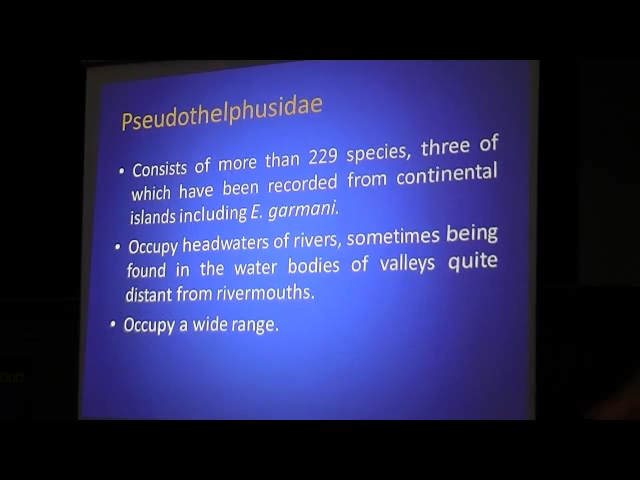 Pseudothelphusidae
• Consists of more than 229 species, three of
which have been recorded from continental
islands including E. garmani.
• Occupy headwaters of rivers, sometimes being
found in the water bodies of valleys quite
distant from rivermouths.
• Occupy a wide range.